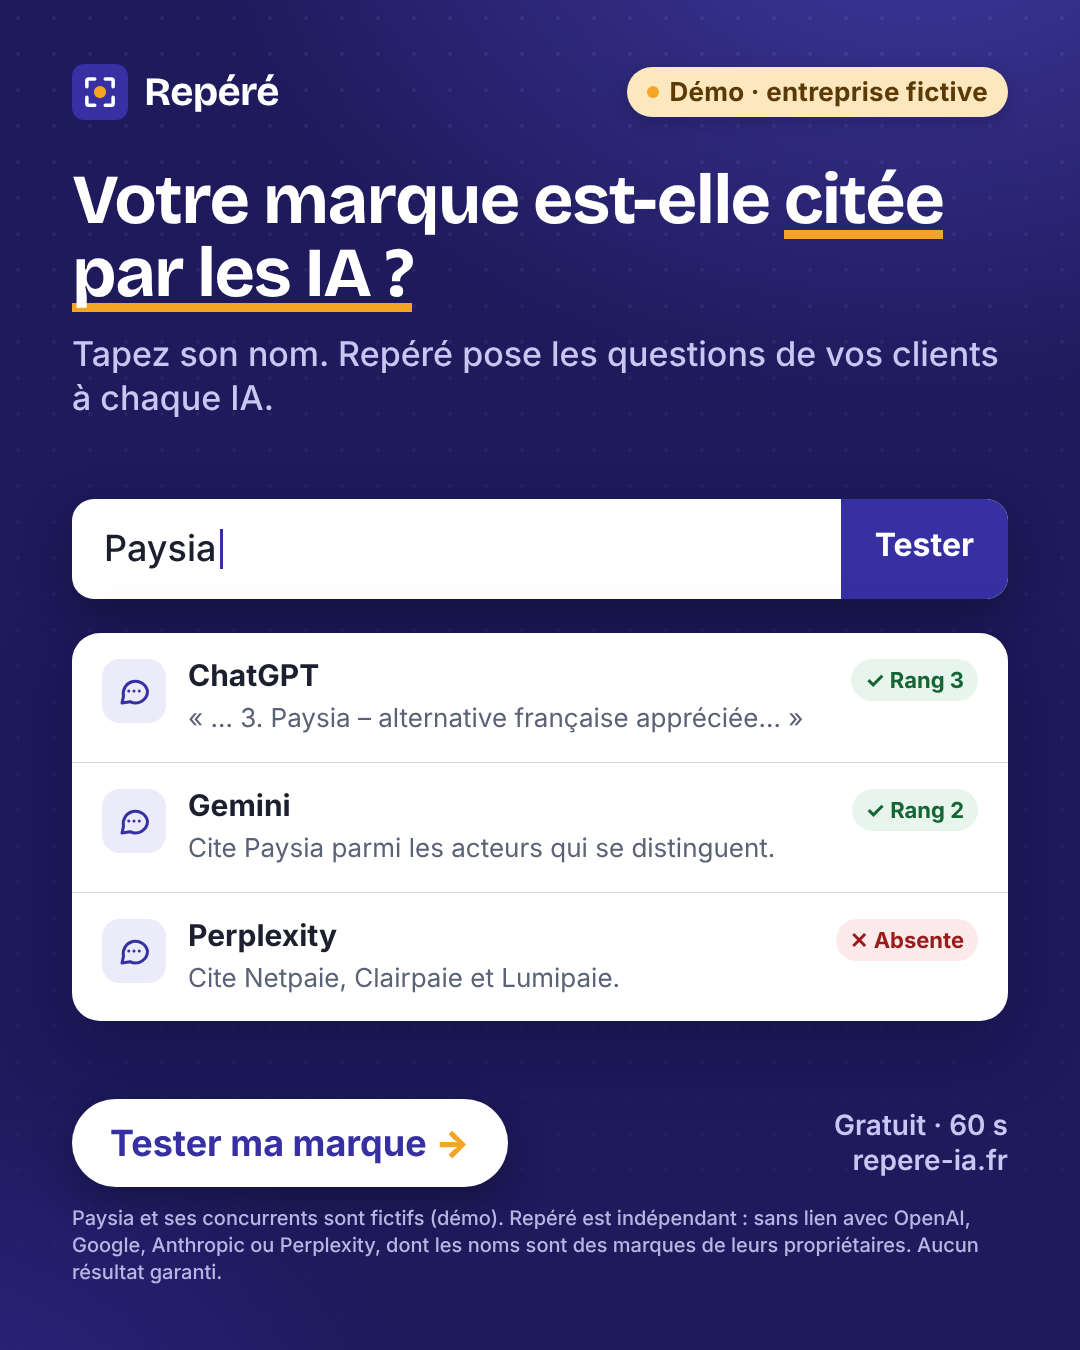 Repéré
Démo · entreprise fictive
Votre marque est-elle citée
par les IA ?
Tapez son nom. Repéré pose les questions de vos clients
à chaque IA.
Paysia
Tester
ChatGPT
✓ Rang 3
« ... 3. Paysia – alternative française appréciée... »
Gemini
✓ Rang 2
Cite Paysia parmi les acteurs qui se distinguent.
Perplexity
✕ Absente
Cite Netpaie, Clairpaie et Lumipaie.
Tester ma marque →
Gratuit · 60 s
repere-ia.fr
Paysia et ses concurrents sont fictifs (démo). Repéré est indépendant : sans lien avec OpenAI,
Google, Anthropic ou Perplexity, dont les noms sont des marques de leurs propriétaires. Aucun
résultat garanti.